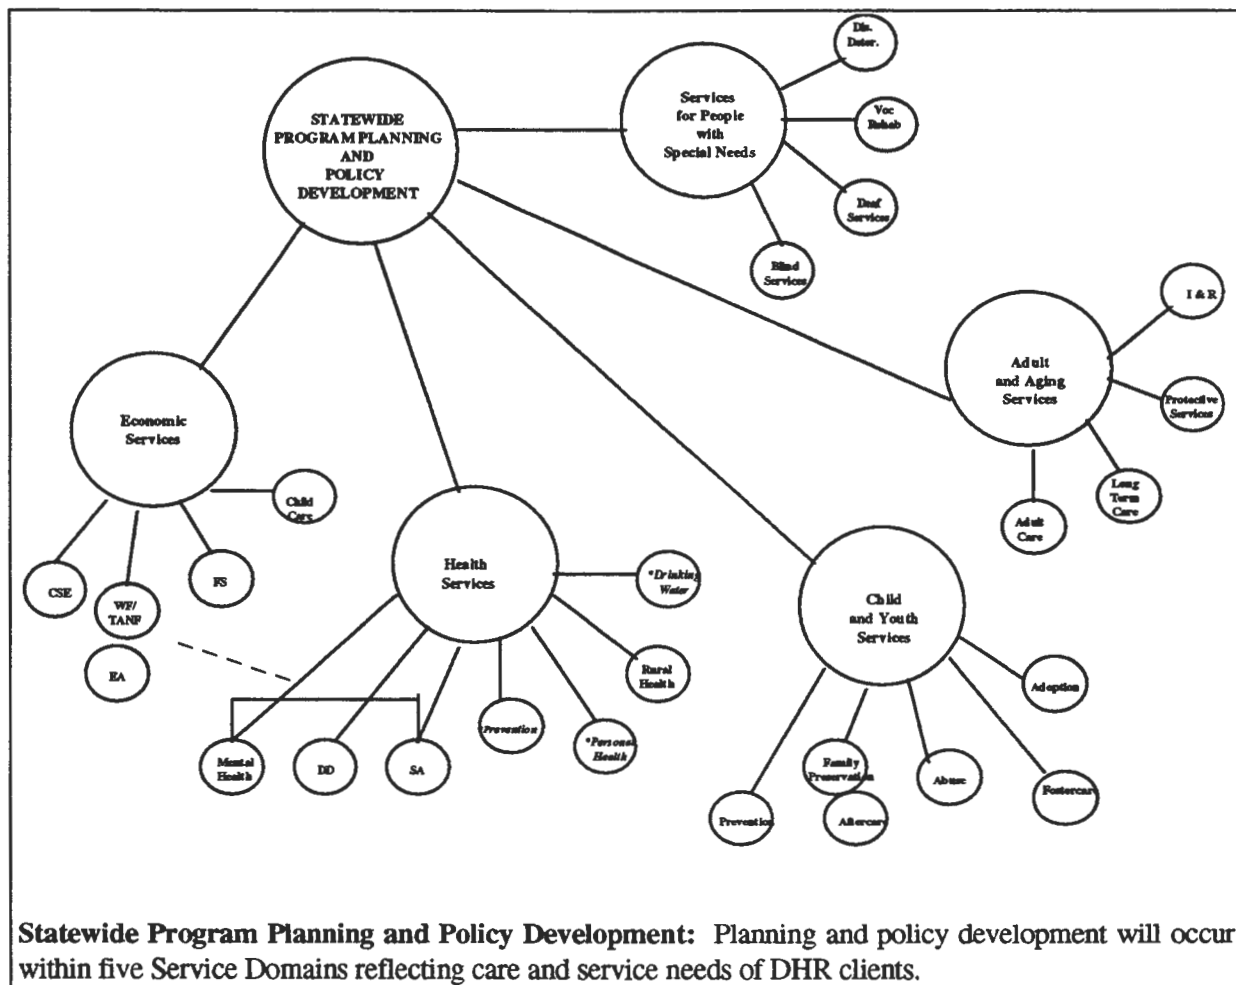 STATEWIDE
PROGRAM PLANNING
AND
POLICY
DEVELOPMENT
Services
for People
with
Special Needs
Dis.
Deter.
Voc
Rehab
Deaf
Services
Blind
Services
Adult
and Aging
Services
I & R
Protective
Services
Long
Term
Care
Adult
Care
Economic
Services
Child
Care
CSE
WF/
TANF
FS
EA
Health
Services
*Drinking
Water
Rural
Health
*Personal
Health
Prevention
Mental
Health
DD
SA
Child
and Youth
Services
Adoption
Fostercare
Abuse
Family
Preservation
Aftercare
Prevention
Statewide Program Planning and Policy Development: Planning and policy development will occur
within five Service Domains reflecting care and service needs of DHR clients.